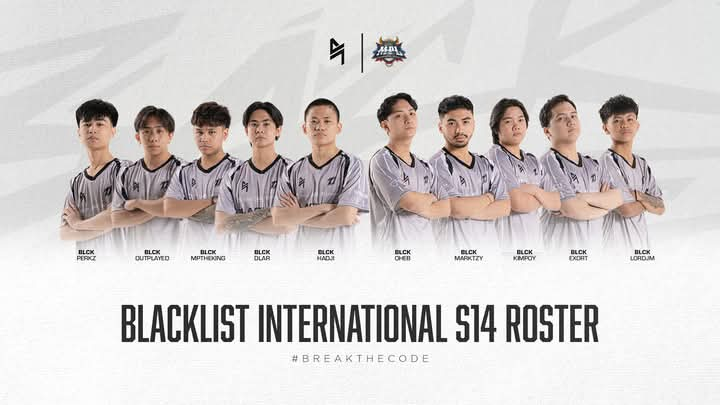 MPL
BLCK
PERKZ
BLCK
OUTPLAYED
BLCK
MPTHEKING
BLCK
DLAR
BLCK
HADJI
BLCK
OHEB
BLCK
MARKTZY
BLCK
KIMPOY
BLCK
EXORT
BLCK
LORDJM
BLACKLIST INTERNATIONAL S14 ROSTER
#BREAKTHECODE